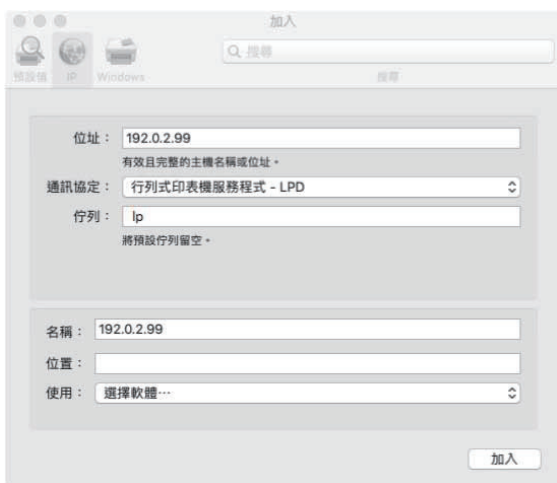 加入
搜尋
預設值 IP Windows 搜尋
位址： 192.0.2.99
有效且完整的主機名稱或位址。
通訊協定： 行列式印表機服務程式 - LPD
佇列： lp
將預設佇列留空。
名稱： 192.0.2.99
位置：
使用： 選擇軟體⋯
加入